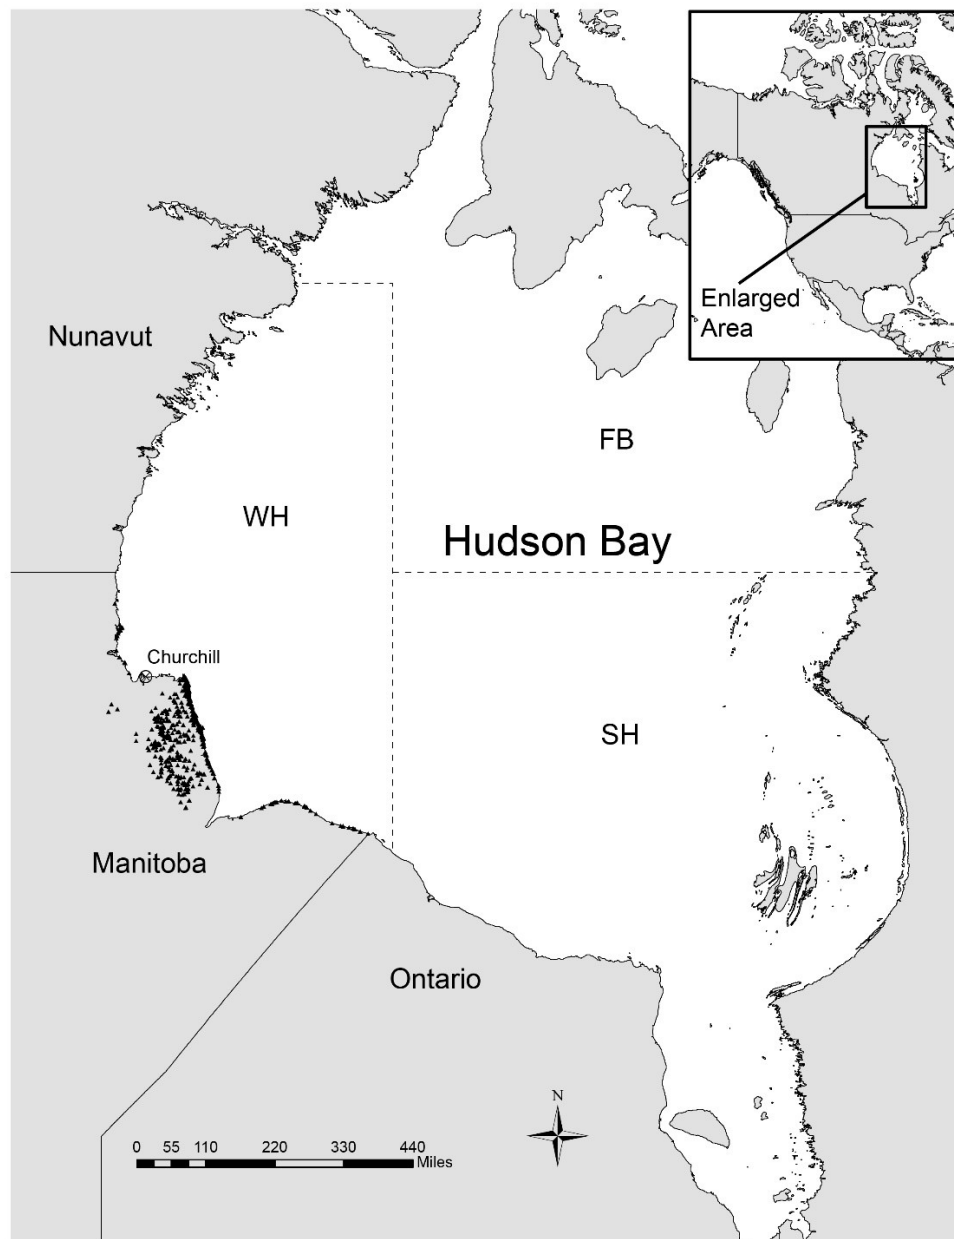 Enlarged
Area
Nunavut
FB
WH
Hudson Bay
Churchill
SH
Manitoba
Ontario
N
0 55 110 220 330 440
Miles